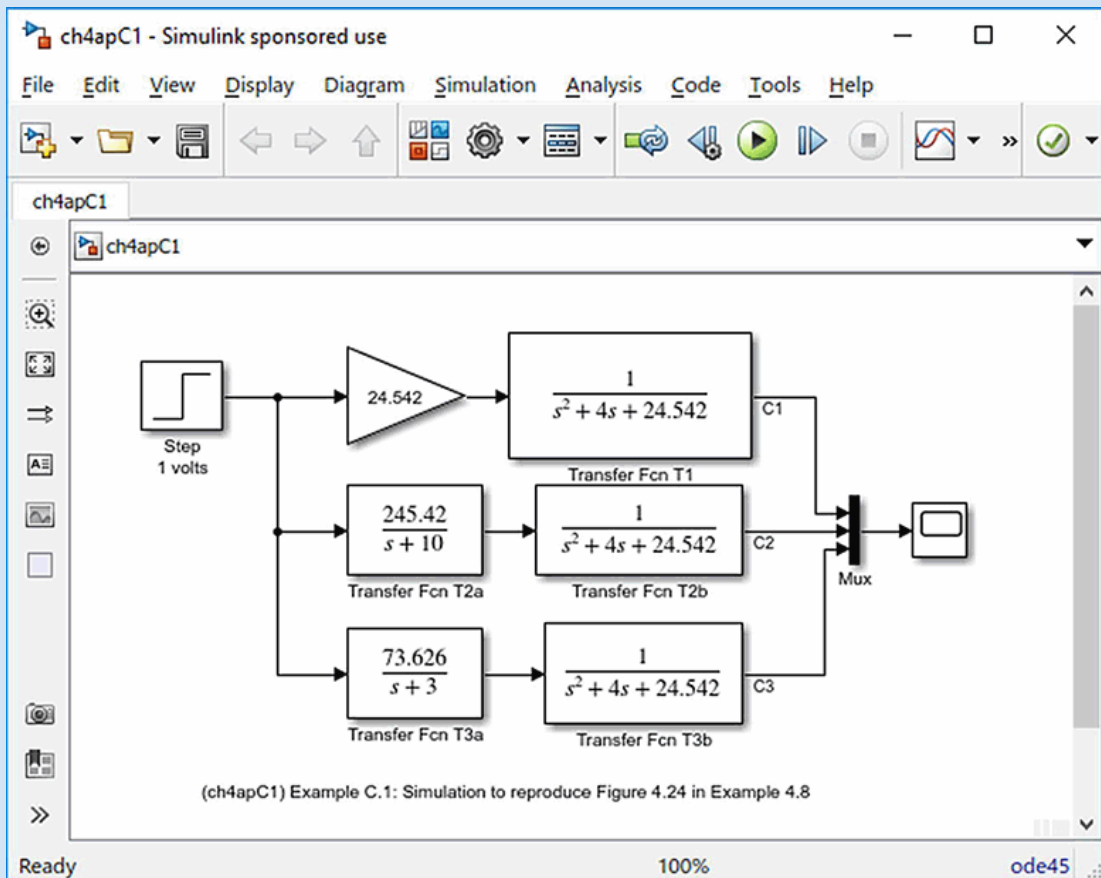 ch4apC1 - Simulink sponsored use
File Edit View Display Diagram Simulation Analysis Code Tools Help
ch4apC1
ch4apC1
24.542
1
s² + 4s + 24.542
C1
Step
1 volts
Transfer Fcn T1
245.42
s + 10
1
s² + 4s + 24.542
C2
Transfer Fcn T2a
Transfer Fcn T2b
Mux
73.626
s + 3
1
s² + 4s + 24.542
C3
Transfer Fcn T3a
Transfer Fcn T3b
(ch4apC1) Example C.1: Simulation to reproduce Figure 4.24 in Example 4.8
Ready 100% ode45